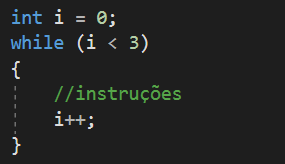 int i = 0;
while (i < 3)
{
    //instruções
    i++;
}